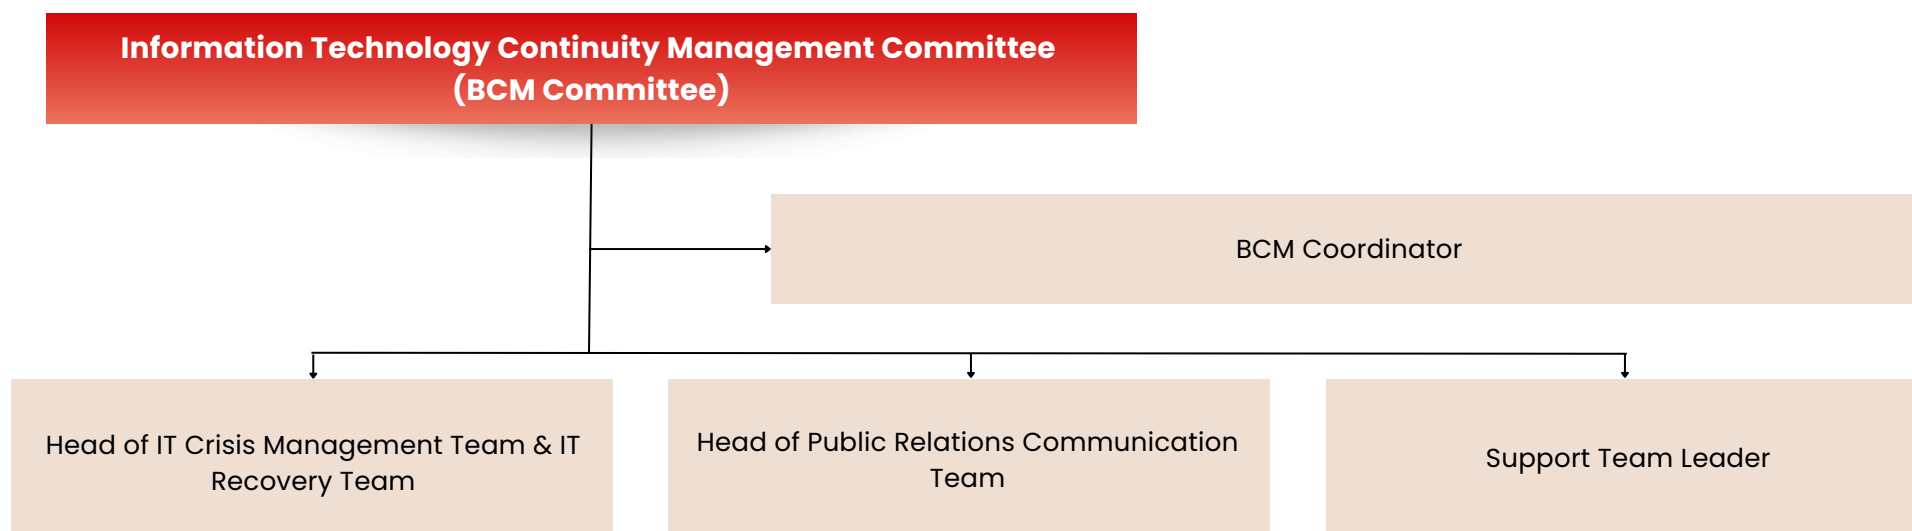 Information Technology Continuity Management Committee
(BCM Committee)
BCM Coordinator
Head of IT Crisis Management Team & IT
Recovery Team
Head of Public Relations Communication
Team
Support Team Leader